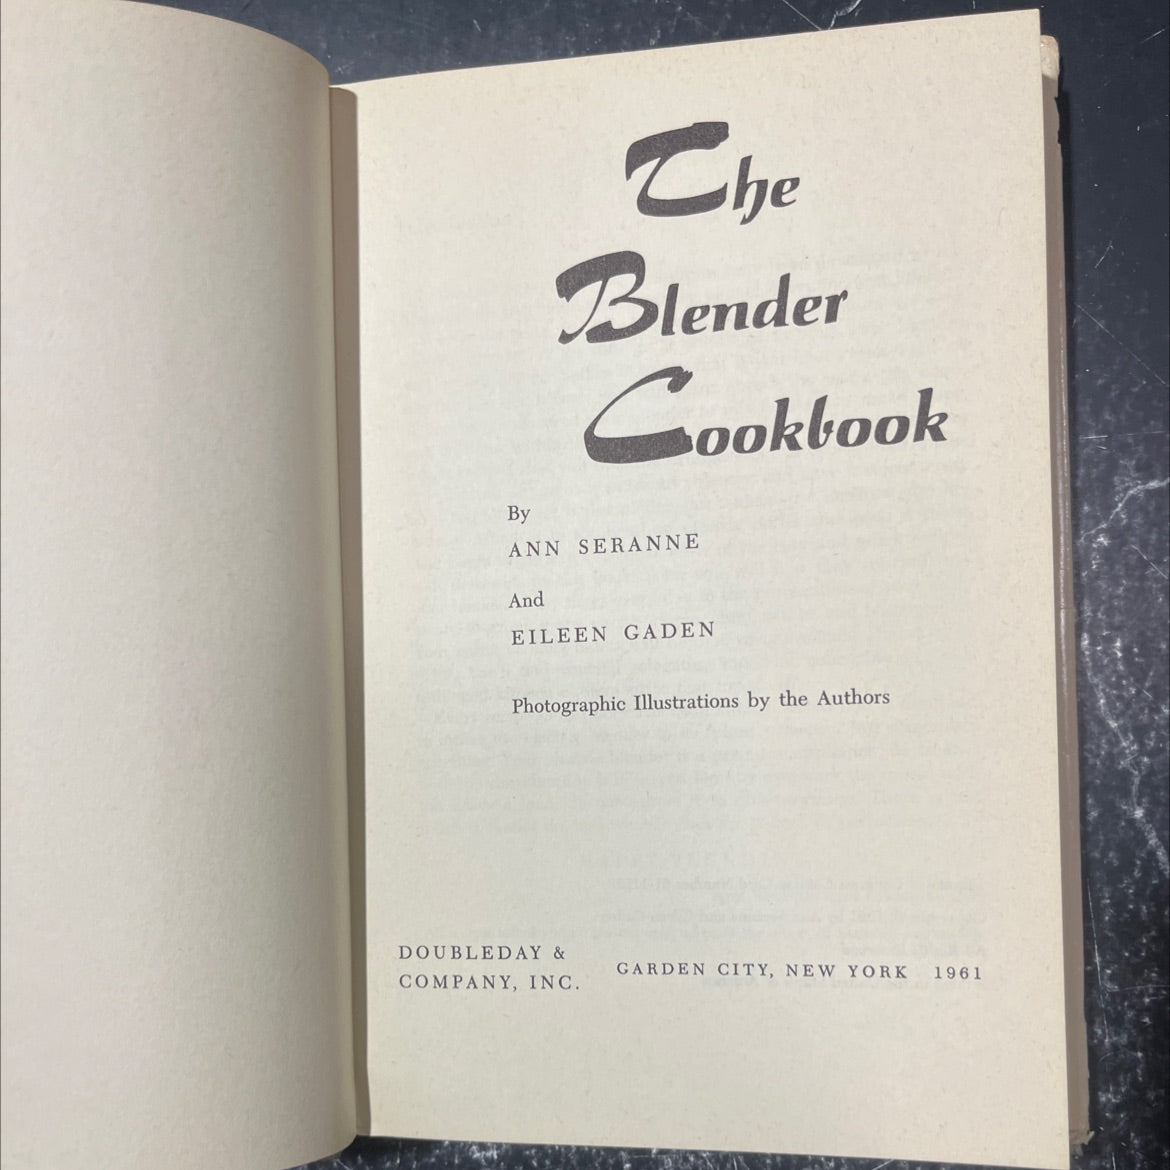 The
Blender
Cookbook
By
ANN SERANNE
And
EILEEN GADEN
Photographic Illustrations by the Authors
DOUBLEDAY &
COMPANY, INC.
GARDEN CITY, NEW YORK 1961